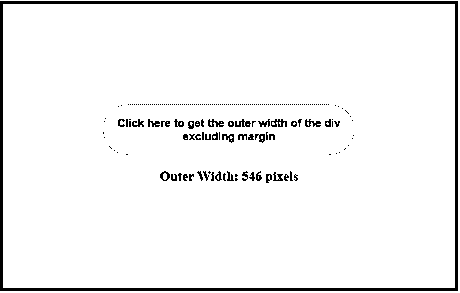 Click here to get the outer width of the div
excluding margin
Outer Width: 546 pixels